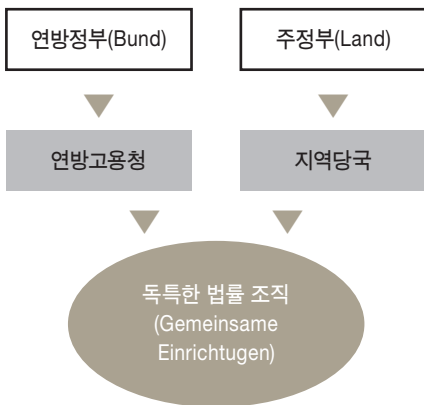 연방정부(Bund)
주정부(Land)
연방고용청
지역당국
독특한 법률 조직
(Gemeinsame
Einrichtugen)